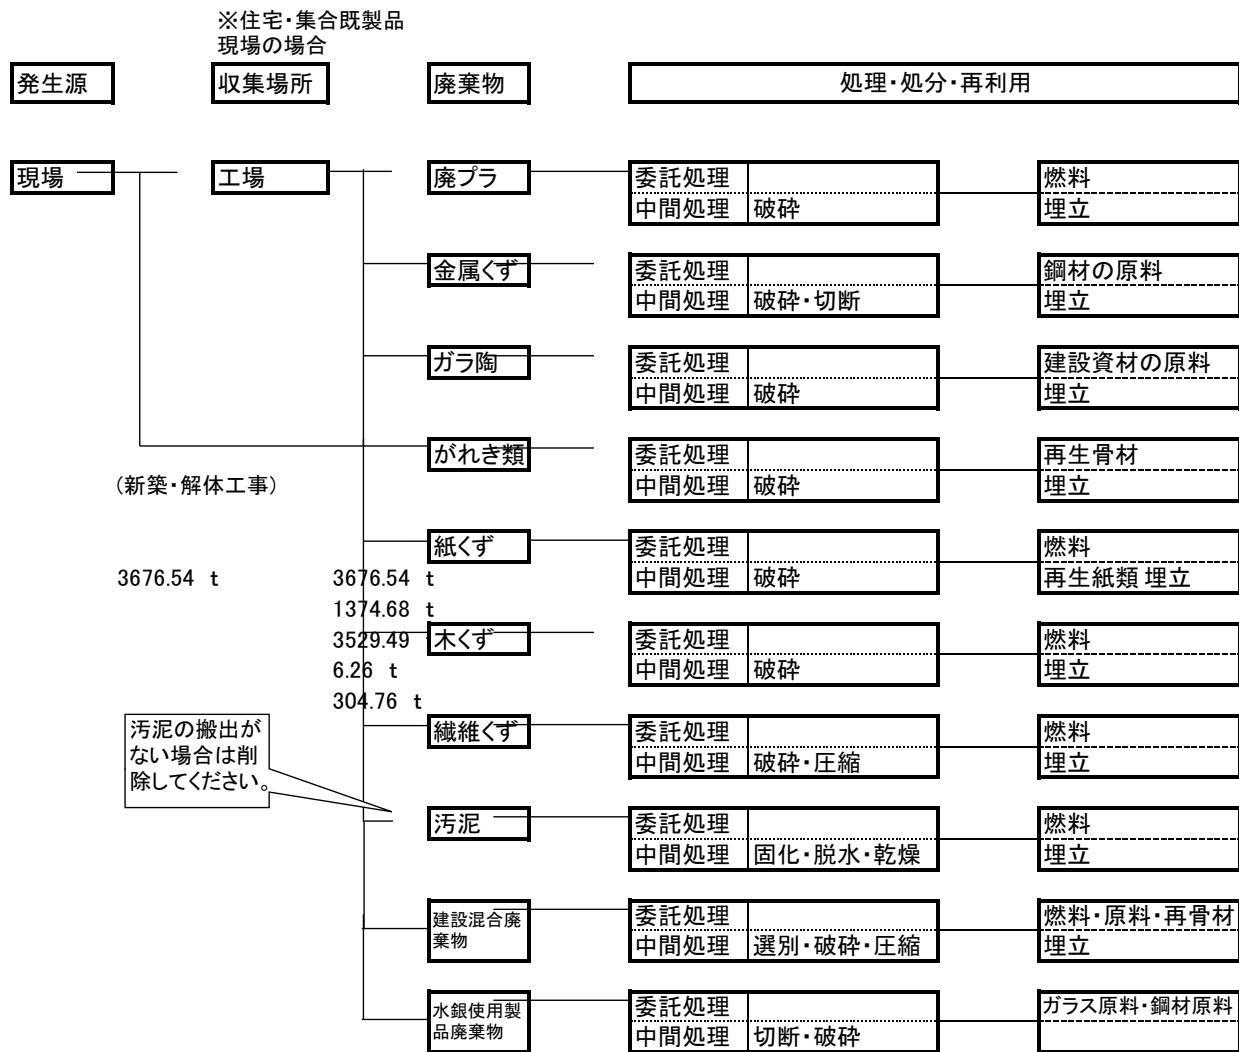 ※住宅・集合既製品
現場の場合
発生源 収集場所 廃棄物 処理・処分・再利用
現場 工場 廃プラ 委託処理 燃料
中間処理 破砕 埋立
金属くず 委託処理 鋼材の原料
中間処理 破砕・切断 埋立
ガラ陶 委託処理 建設資材の原料
中間処理 破砕 埋立
がれき類 委託処理 再生骨材
(新築・解体工事) 中間処理 破砕 埋立
紙くず 委託処理 燃料
3676.54 t 3676.54 t 中間処理 破砕 再生紙類 埋立
1374.68 t
3529.49 木くず 委託処理 燃料
6.26 t 中間処理 破砕 埋立
304.76 t
汚泥の搬出が
ない場合は削
除してください。
繊維くず 委託処理 燃料
中間処理 破砕・圧縮 埋立
汚泥 委託処理 燃料
中間処理 固化・脱水・乾燥 埋立
建設混合廃
棄物
委託処理 燃料・原料・再骨材
中間処理 選別・破砕・圧縮 埋立
水銀使用製
品廃棄物
委託処理 ガラス原料・鋼材原料
中間処理 切断・破砕